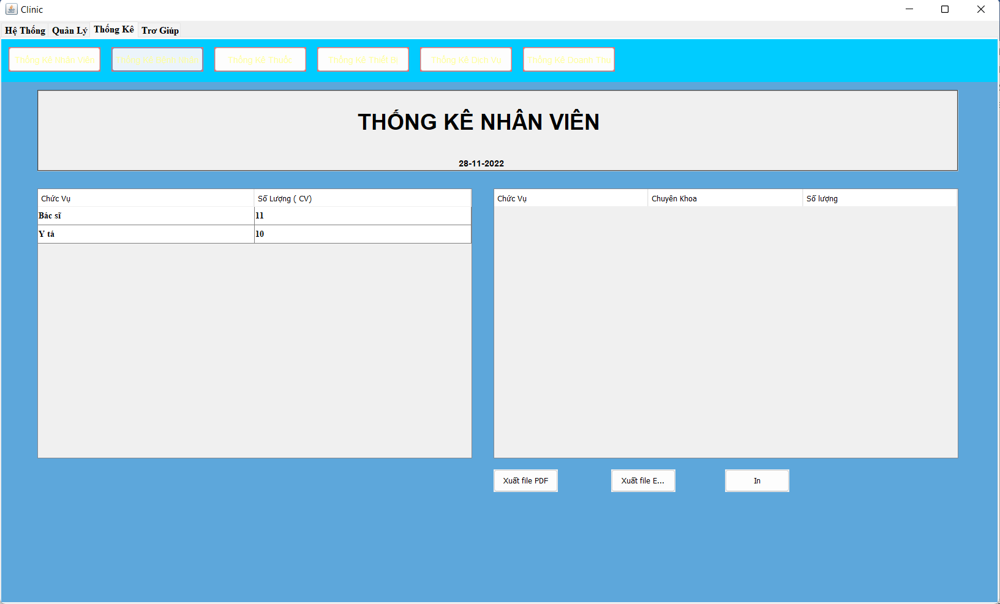 Clinic
Hệ Thống Quản Lý Thống Kê Trơ Giúp
Thống Kê Nhân Viên Thống Kê Bệnh Nhân Thống Kê Thuốc Thống Kê Thiết Bị Thống Kê Dịch Vụ Thống Kê Doanh Thu
THỐNG KÊ NHÂN VIÊN
28-11-2022
Chức Vụ Số Lượng ( CV)
Bác sĩ 11
Y tá 10
Chức Vụ Chuyên Khoa Số lượng
Xuất file PDF Xuất file E... In